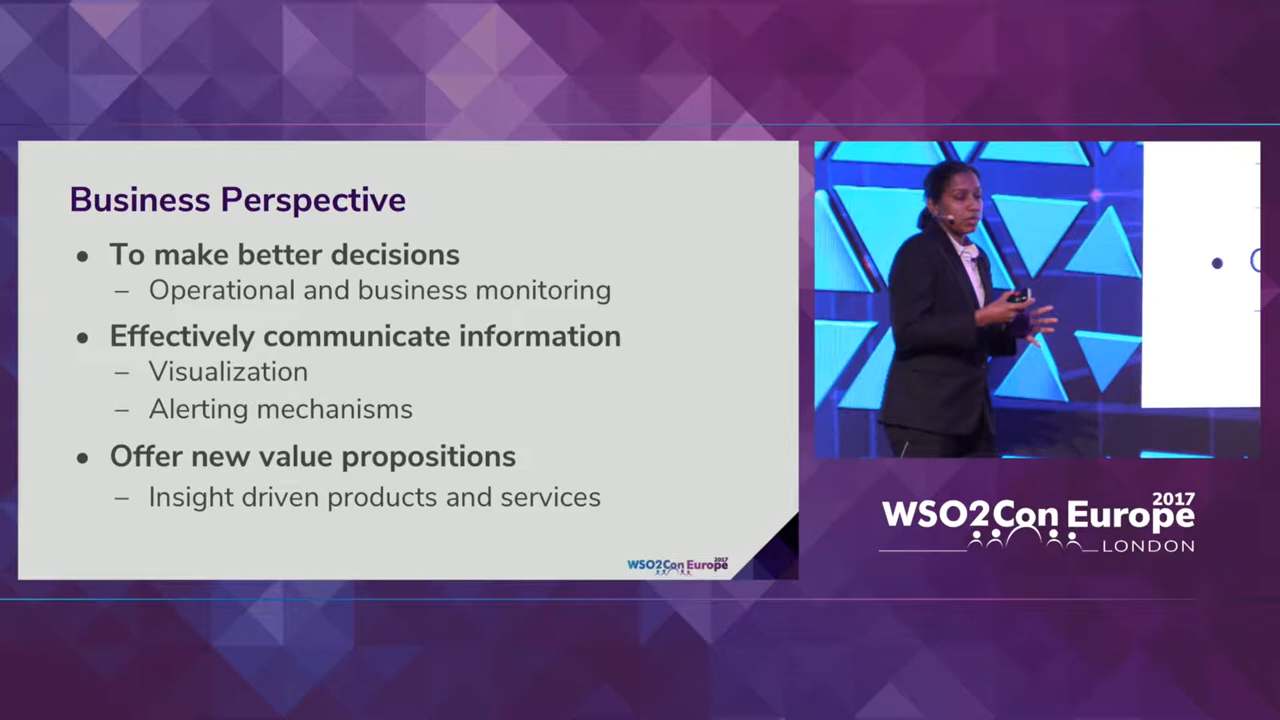 Business Perspective
• To make better decisions
– Operational and business monitoring
• Effectively communicate information
– Visualization
– Alerting mechanisms
• Offer new value propositions
– Insight driven products and services
WSO2Con Europe 2017
WSO2Con Europe 2017
LONDON